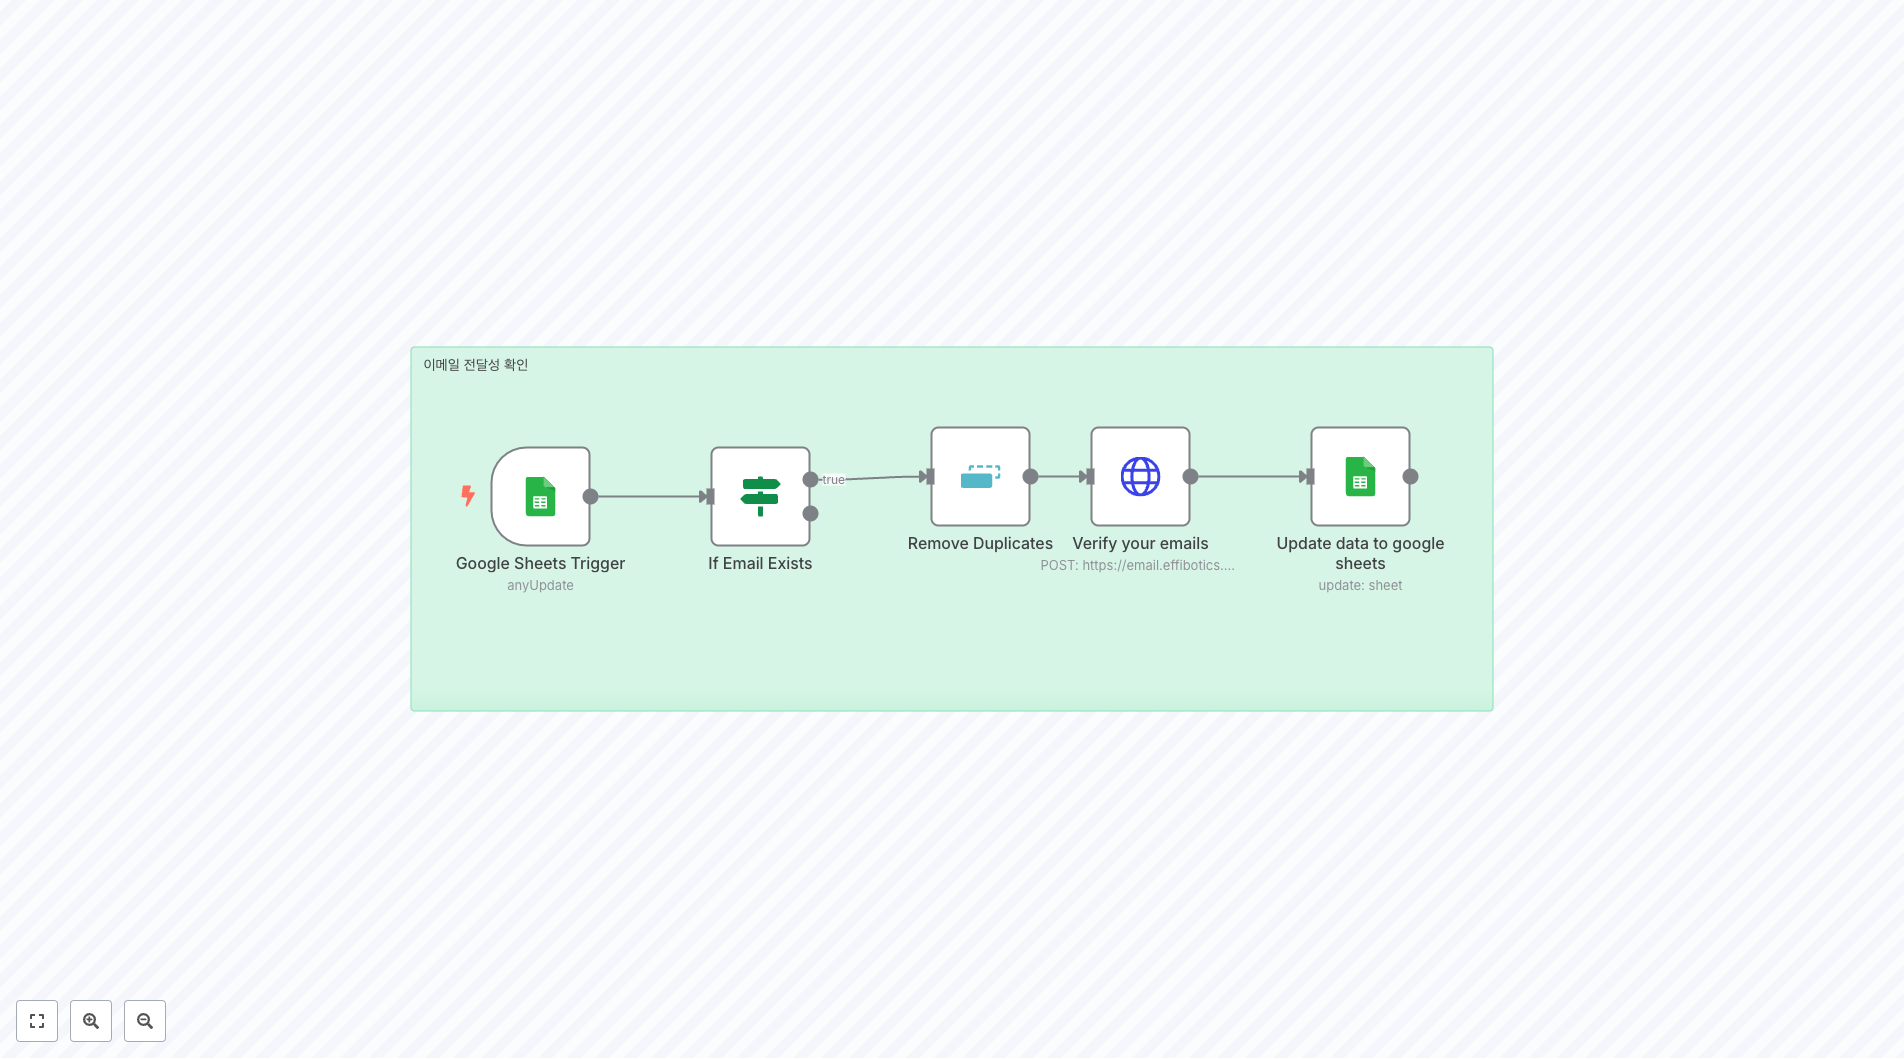 이메일 전달성 확인
true
Google Sheets Trigger
anyUpdate
If Email Exists
Remove Duplicates
Verify your emails
POST: https://email.effibotics....
Update data to google
sheets
update: sheet